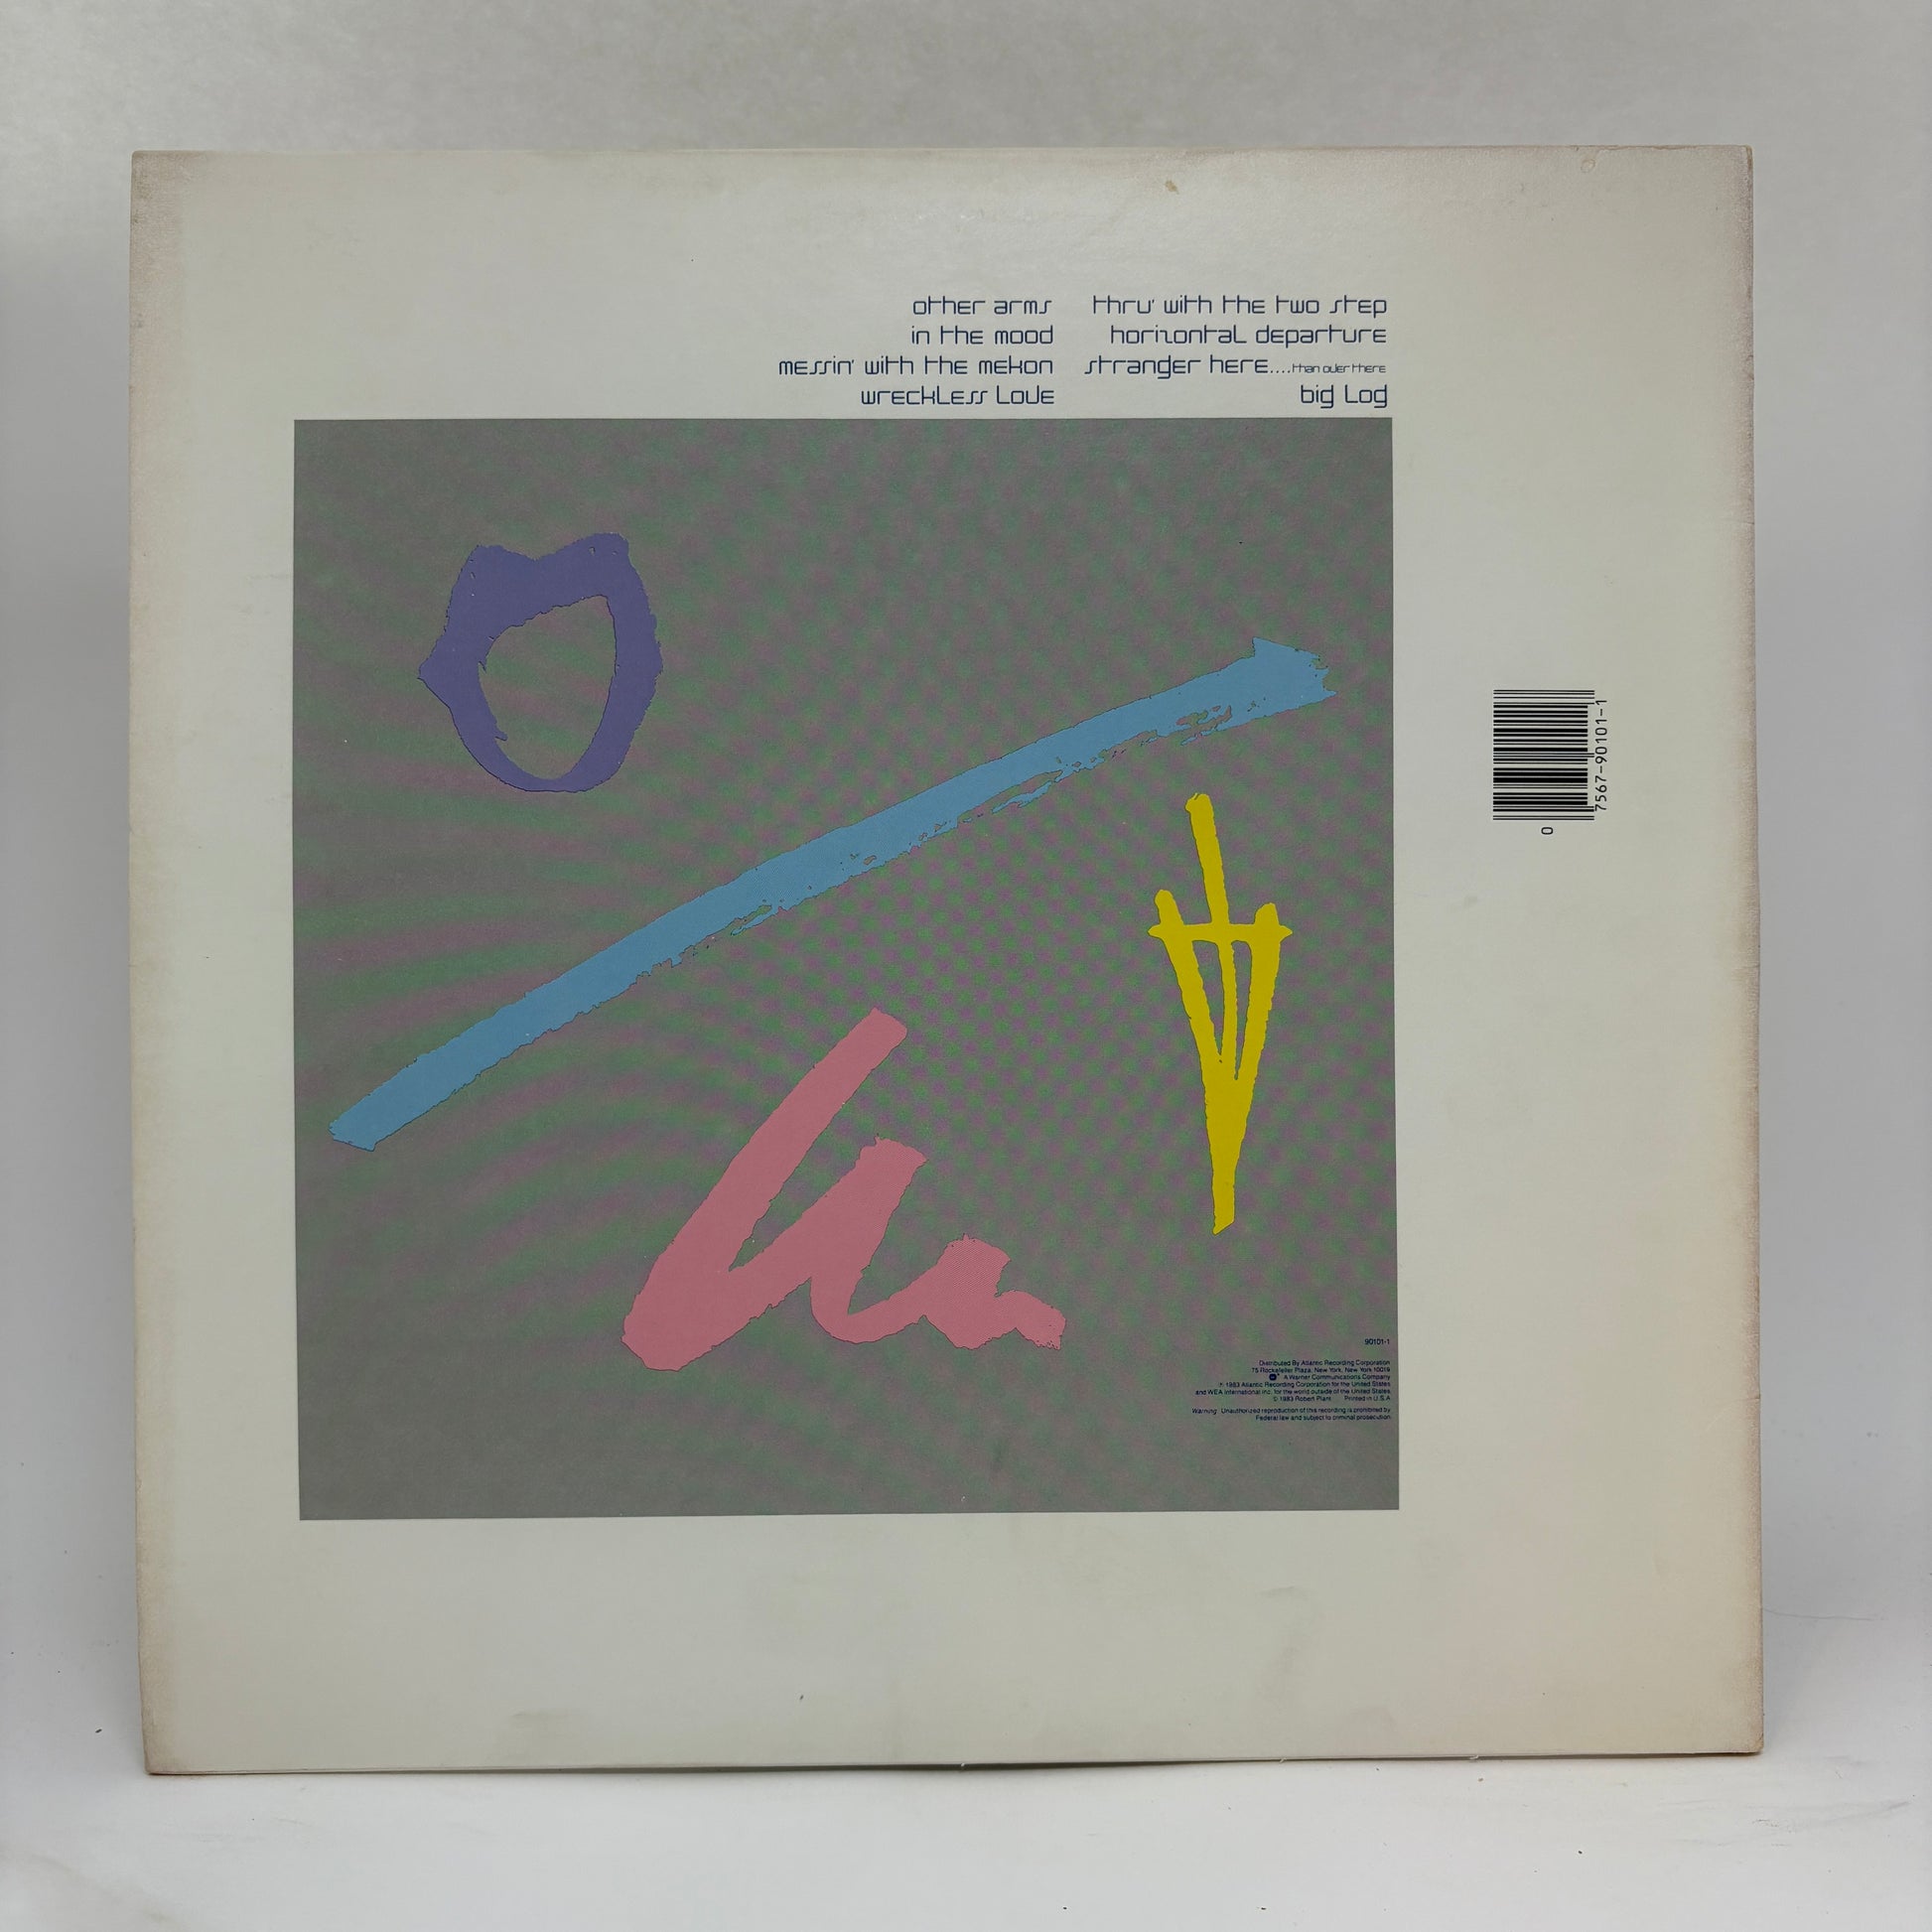 other arms
in the mood
messin' with the mekon
wreckless love
thru' with the two step
horizontal departure
stranger here....than over there
big log
7567-90101-1
0
90101-1
Distributed By Atlantic Recording Corporation
75 Rockefeller Plaza, New York, New York 10019
A Warner Communications Company
℗ 1983 Atlantic Recording Corporation for the United States
and WEA International Inc. for the world outside of the United States
© 1983 Robert Plant Printed in U.S.A
Warning: Unauthorized reproduction of this recording is prohibited by
Federal law and subject to criminal prosecution